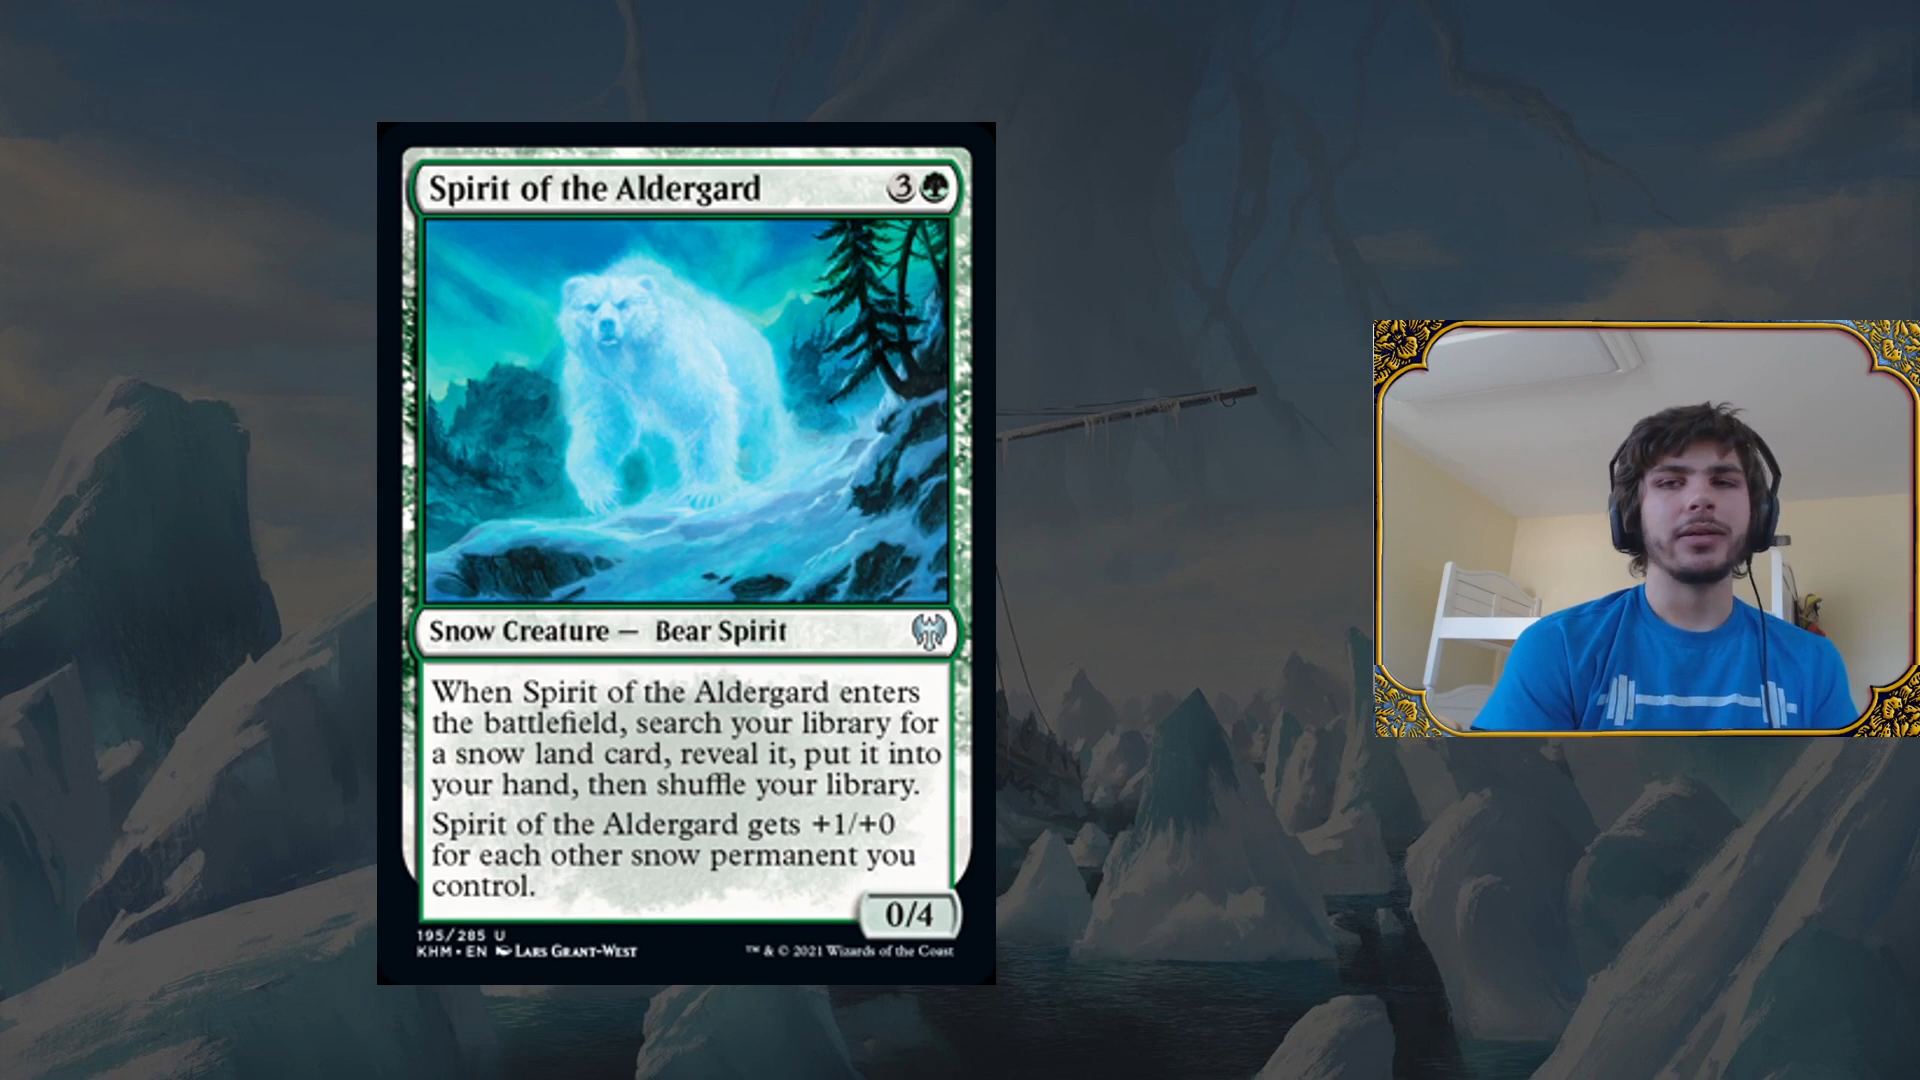 Spirit of the Aldergard 3
Snow Creature — Bear Spirit
When Spirit of the Aldergard enters
the battlefield, search your library for
a snow land card, reveal it, put it into
your hand, then shuffle your library.
Spirit of the Aldergard gets +1/+0
for each other snow permanent you
control.
0/4
195/285 U
KHM • EN Lars Grant-West ™ & © 2021 Wizards of the Coast